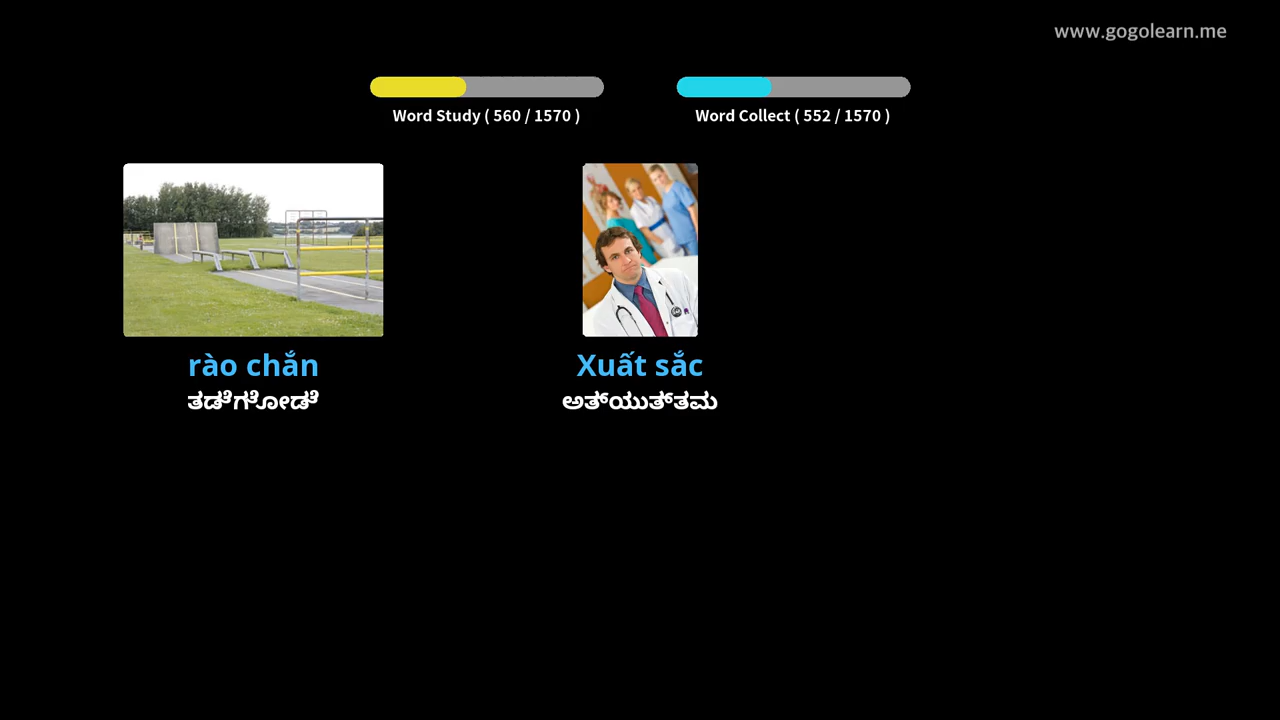 www.gogolearn.me
Word Study ( 560 / 1570 )
Word Collect ( 552 / 1570 )
rào chắn
ತಡೆಗೋಡೆ
Xuất sắc
ಅತ್ಯುತ್ತಮ